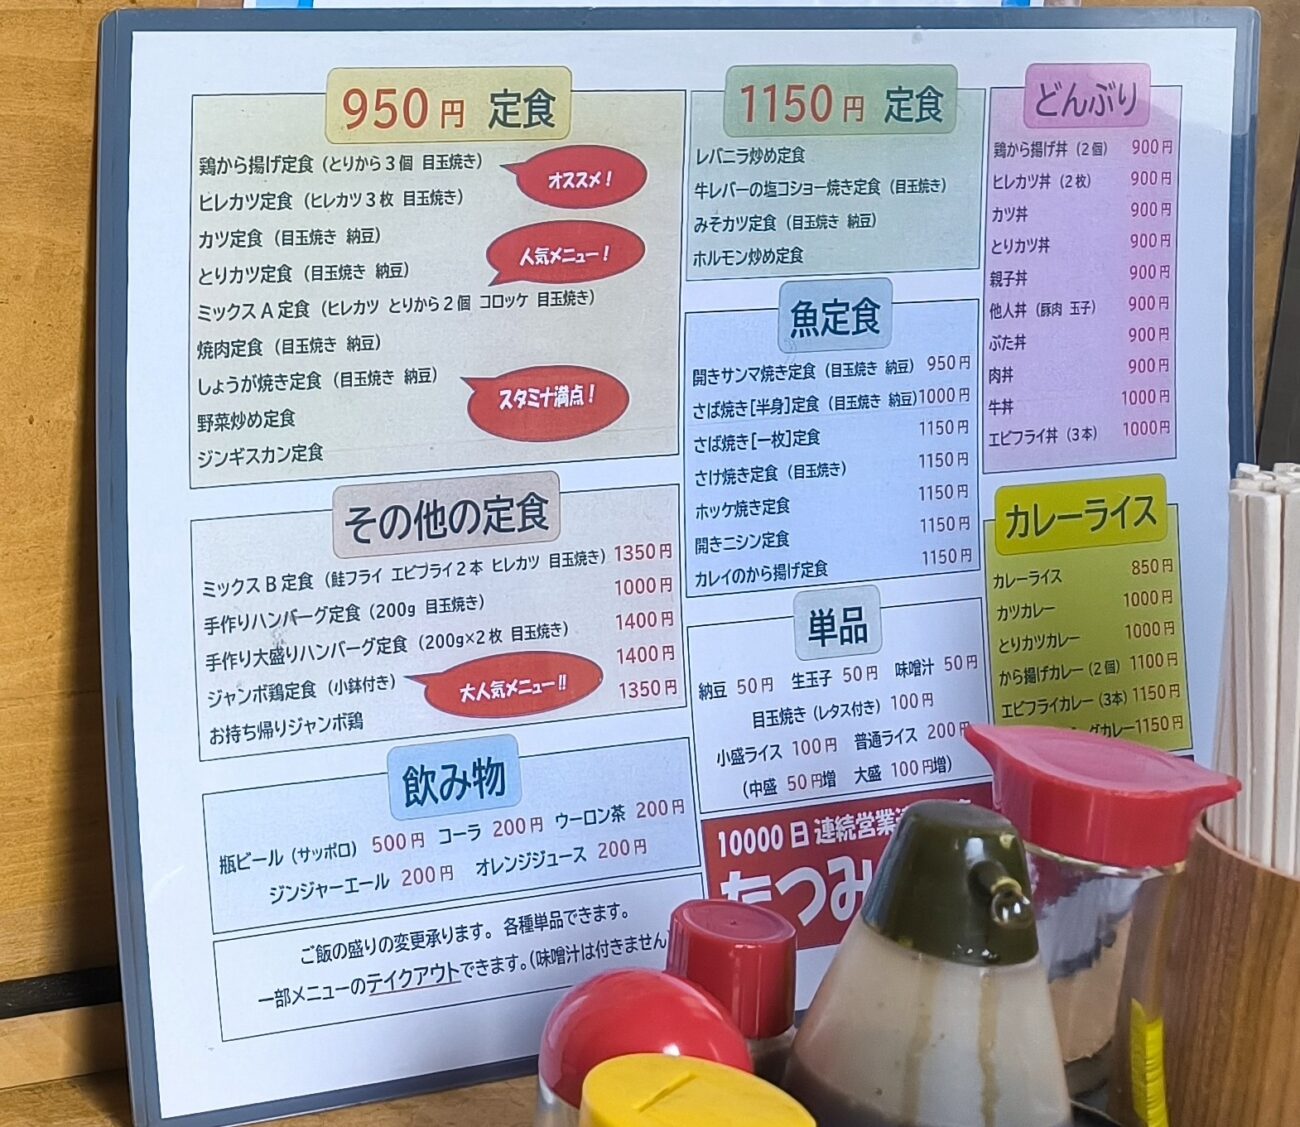 950円 定食
鶏から揚げ定食（とりから３個 目玉焼き）
オススメ！
ヒレカツ定食（ヒレカツ３枚 目玉焼き）
カツ定食（目玉焼き 納豆）
人気メニュー！
とりカツ定食（目玉焼き 納豆）
ミックスＡ定食（ヒレカツ とりから２個 コロッケ 目玉焼き）
焼肉定食（目玉焼き 納豆）
しょうが焼き定食（目玉焼き 納豆）
スタミナ満点！
野菜炒め定食
ジンギスカン定食
その他の定食
ミックスＢ定食（鮭フライ エビフライ２本 ヒレカツ 目玉焼き）1350円
手作りハンバーグ定食（200g 目玉焼き） 1000円
手作り大盛りハンバーグ定食（200g×２枚 目玉焼き） 1400円
ジャンボ鶏定食（小鉢付き） 1400円
大人気メニュー!!
お持ち帰りジャンボ鶏 1350円
飲み物
瓶ビール（サッポロ） 500円 コーラ 200円 ウーロン茶 200円
ジンジャーエール 200円 オレンジジュース 200円
ご飯の盛りの変更承ります。各種単品できます。
一部メニューのテイクアウトできます。（味噌汁は付きません）
1150円 定食
レバニラ炒め定食
牛レバーの塩コショー焼き定食（目玉焼き）
みそカツ定食（目玉焼き 納豆）
ホルモン炒め定食
魚定食
開きサンマ焼き定食（目玉焼き 納豆） 950円
さば焼き[半身]定食（目玉焼き 納豆）1000円
さば焼き[一枚]定食 1150円
さけ焼き定食（目玉焼き） 1150円
ホッケ焼き定食 1150円
開きニシン定食 1150円
カレイのから揚げ定食 1150円
単品
納豆 50円 生玉子 50円 味噌汁 50円
目玉焼き（レタス付き）100円
小盛ライス 100円 普通ライス 200円
（中盛 50円増 大盛 100円増）
10000日連続営業
たつみ
どんぶり
鶏から揚げ丼（２個） 900円
ヒレカツ丼（２枚） 900円
カツ丼 900円
とりカツ丼 900円
親子丼 900円
他人丼（豚肉 玉子） 900円
ぶた丼 900円
肉丼 900円
牛丼 1000円
エビフライ丼（３本） 1000円
カレーライス
カレーライス 850円
カツカレー 1000円
とりカツカレー 1000円
から揚げカレー（２個）1100円
エビフライカレー（３本）1150円
グカレー1150円